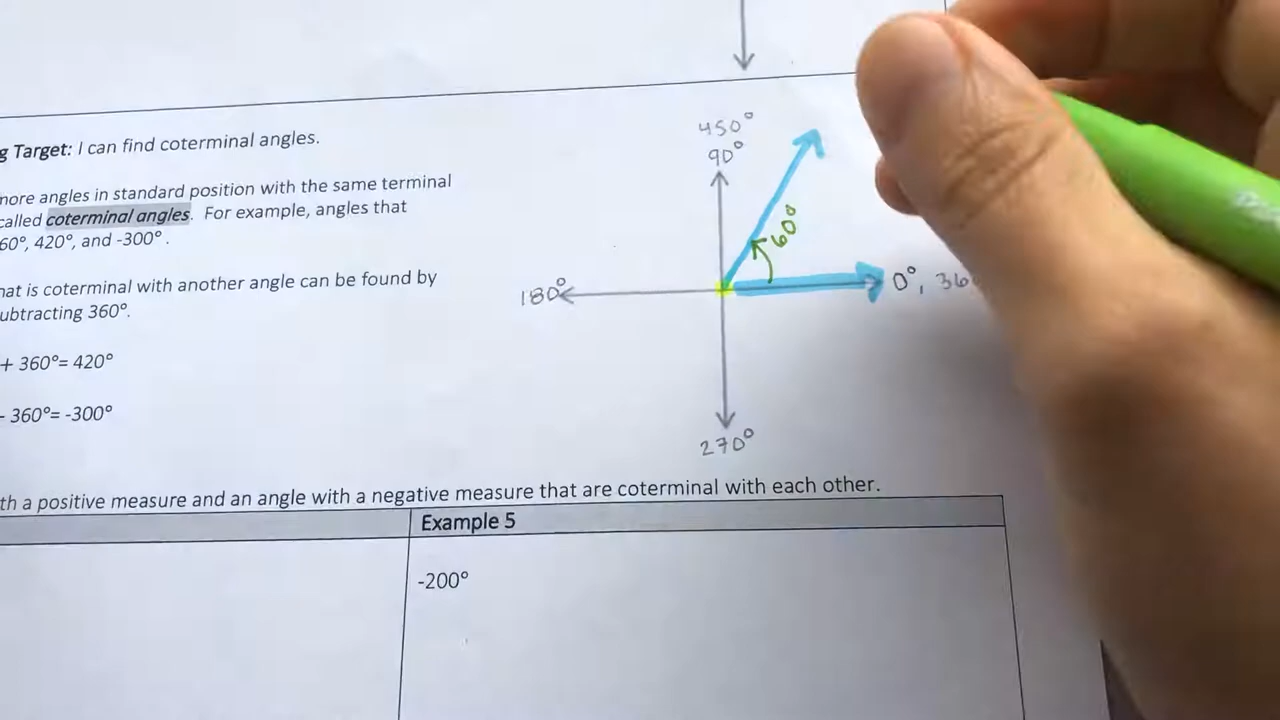 Target: I can find coterminal angles.
more angles in standard position with the same terminal
called coterminal angles. For example, angles that
60°, 420°, and -300° .
that is coterminal with another angle can be found by
subtracting 360°.
+ 360°= 420°
- 360°= -300°
450°
90°
60°
180°
0°, 36
270°
with a positive measure and an angle with a negative measure that are coterminal with each other.
Example 5
-200°